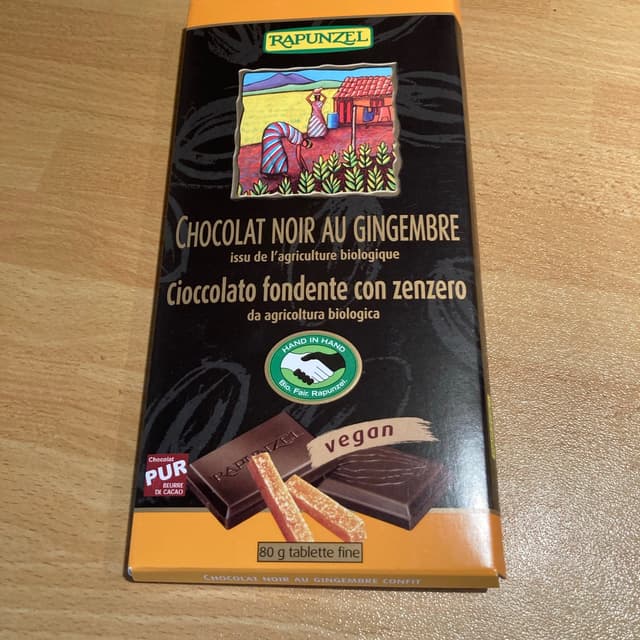 RAPUNZEL
CHOCOLAT NOIR AU GINGEMBRE
issu de l'agriculture biologique
Cioccolato fondente con zenzero
da agricoltura biologica
HAND IN HAND
Bio. Fair. Rapunzel.
vegan
RAPUNZEL
Chocolat
PUR
BEURRE
DE CACAO
80 g tablette fine
CHOCOLAT NOIR AU GINGEMBRE CONFIT